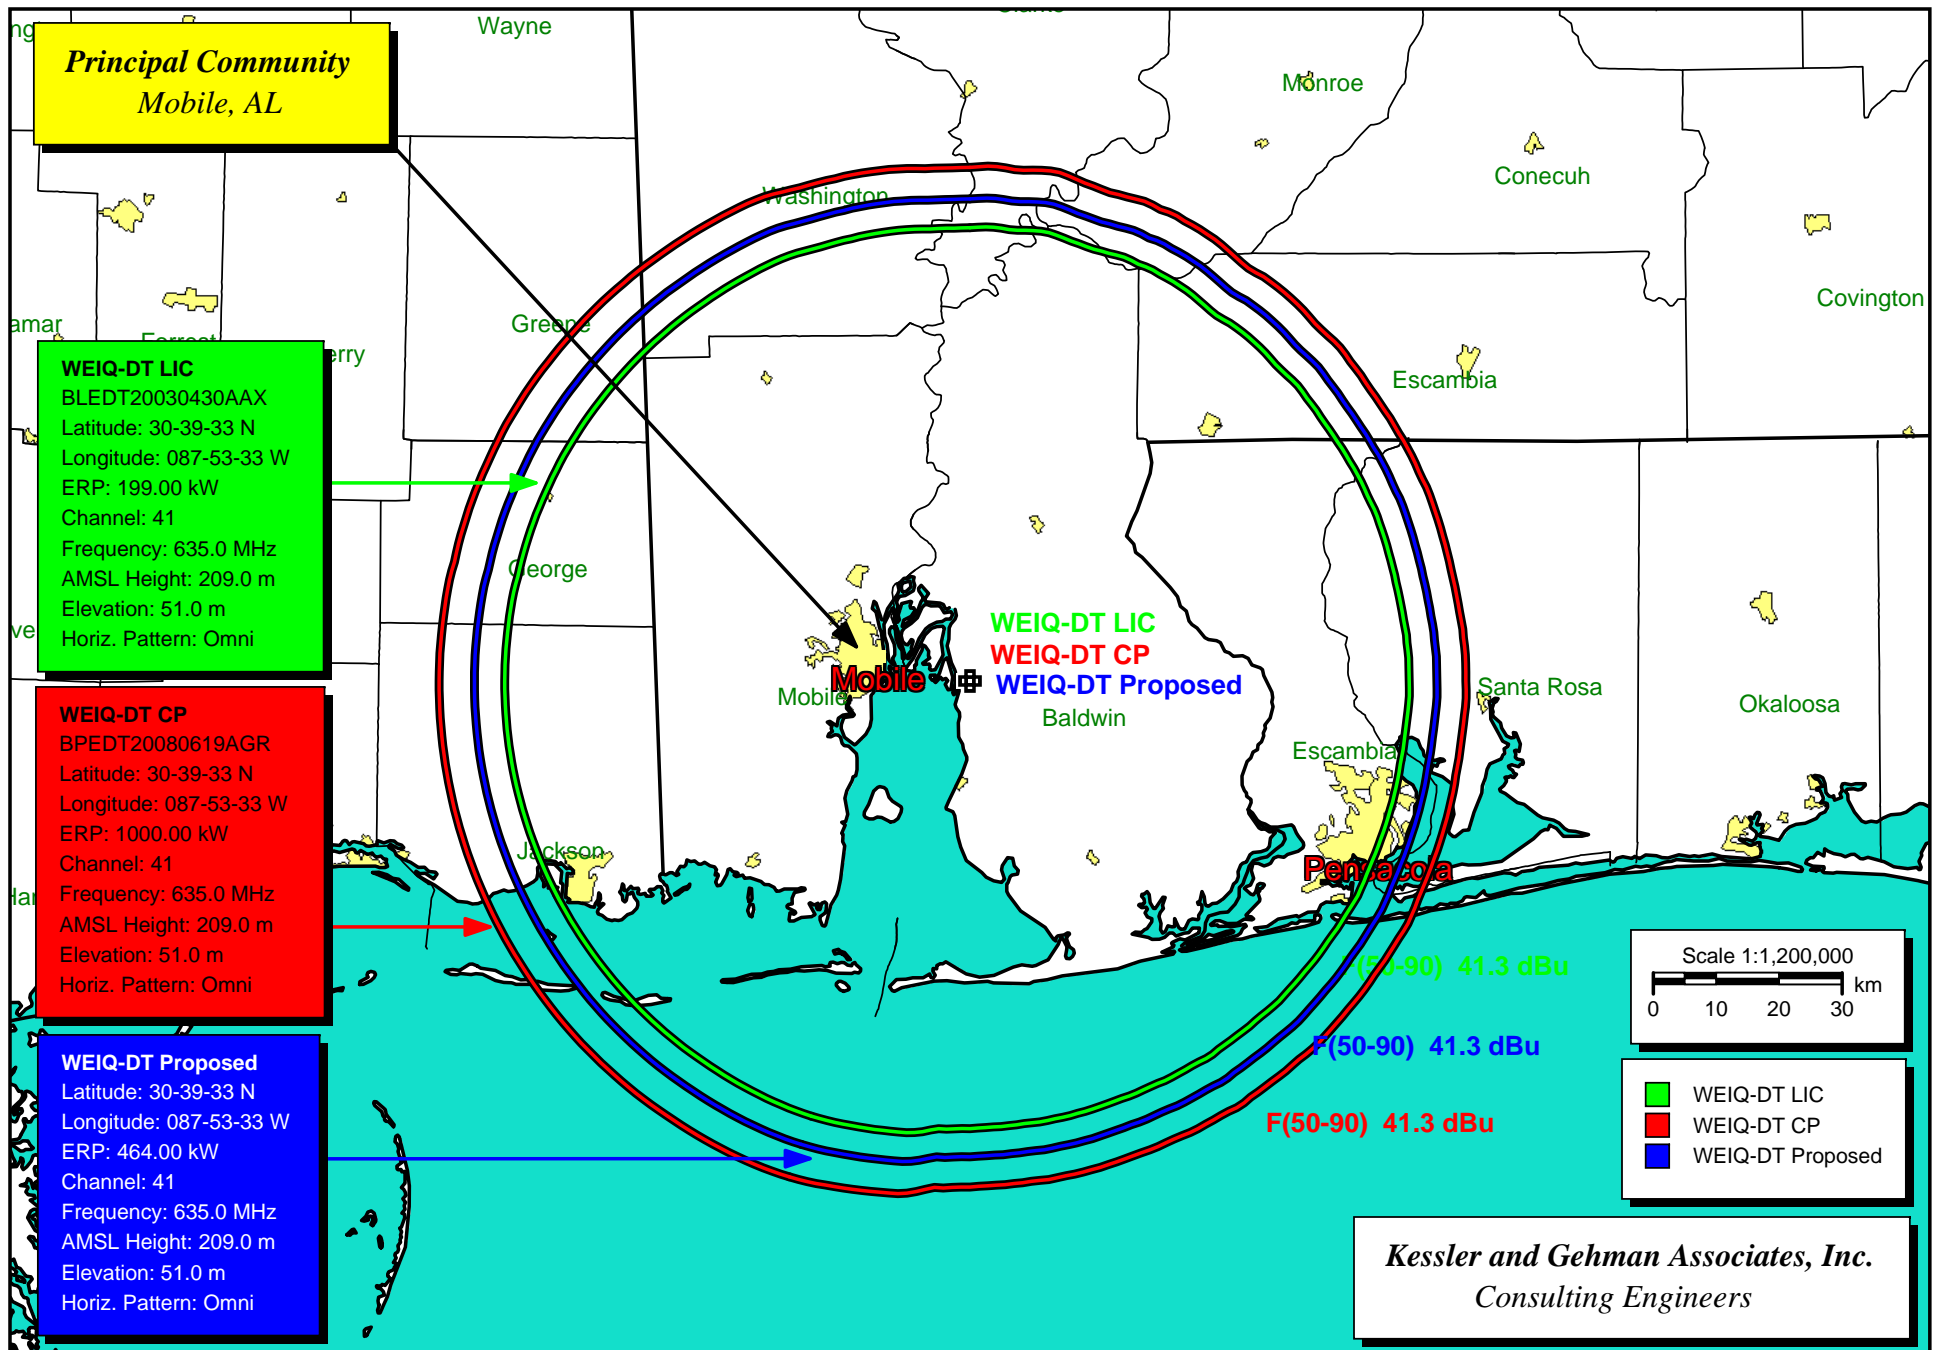 Wayne
Principal Community
Mobile, AL
Monroe
Conecuh
Washington
Covington
Greene
amar
erry
Escambia
WEIQ-DT LIC
BLEDT20030430AAX
Latitude: 30-39-33 N
Longitude: 087-53-33 W
ERP: 199.00 kW
Channel: 41
Frequency: 635.0 MHz
AMSL Height: 209.0 m
Elevation: 51.0 m
Horiz. Pattern: Omni
George
WEIQ-DT LIC
WEIQ-DT CP
WEIQ-DT Proposed
Mobile
Mobile
Baldwin
Santa Rosa
Okaloosa
Escambia
WEIQ-DT CP
BPEDT20080619AGR
Latitude: 30-39-33 N
Longitude: 087-53-33 W
ERP: 1000.00 kW
Channel: 41
Frequency: 635.0 MHz
AMSL Height: 209.0 m
Elevation: 51.0 m
Horiz. Pattern: Omni
Jackson
Pensacola
F(50-90) 41.3 dBu
F(50-90) 41.3 dBu
F(50-90) 41.3 dBu
Scale 1:1,200,000
km
0 10 20 30
WEIQ-DT Proposed
Latitude: 30-39-33 N
Longitude: 087-53-33 W
ERP: 464.00 kW
Channel: 41
Frequency: 635.0 MHz
AMSL Height: 209.0 m
Elevation: 51.0 m
Horiz. Pattern: Omni
WEIQ-DT LIC
WEIQ-DT CP
WEIQ-DT Proposed
Kessler and Gehman Associates, Inc.
Consulting Engineers